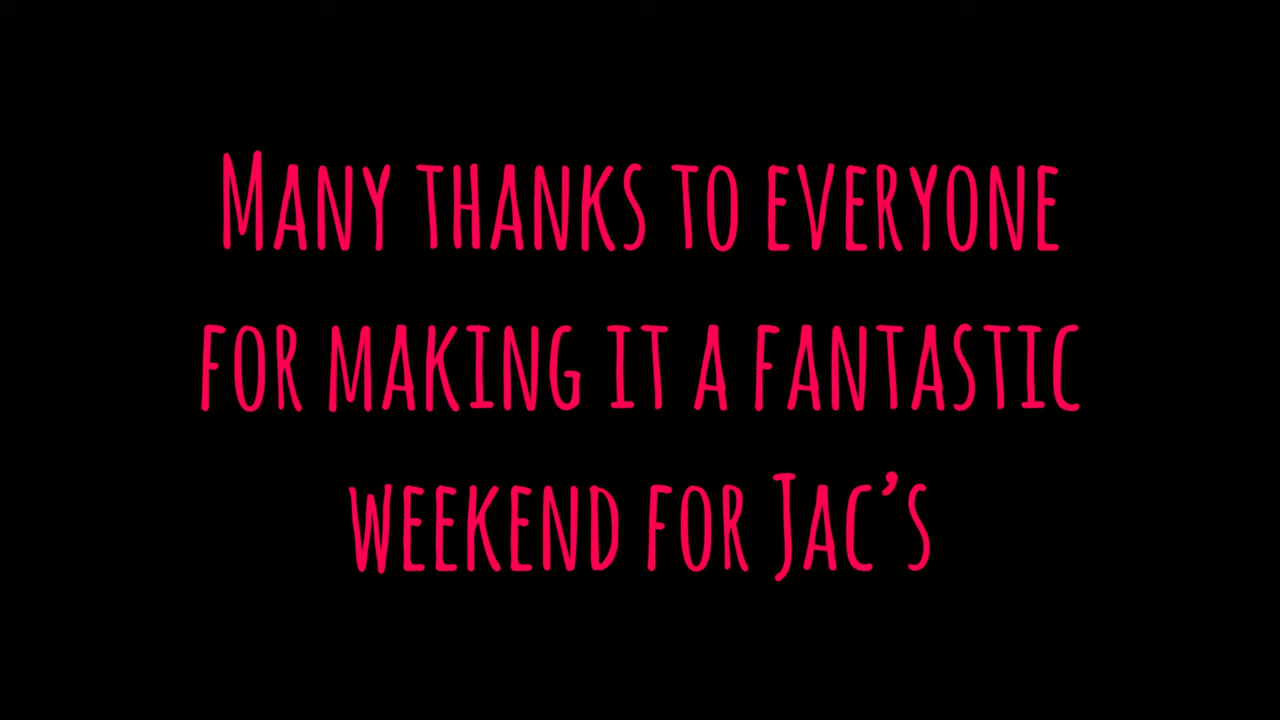 Many thanks to everyone
for making it a fantastic
weekend for Jac’s